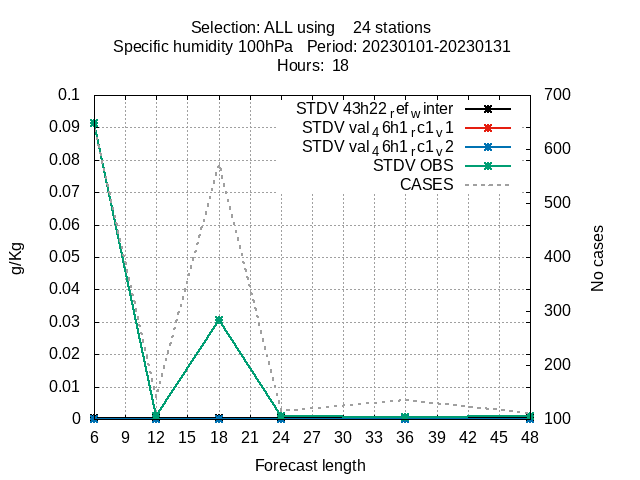 Selection: ALL using    24 stations
Specific humidity 100hPa   Period: 20230101-20230131
Hours:  18
0.1
0.09
0.08
0.07
0.06
0.05
0.04
0.03
0.02
0.01
0
g/Kg
STDV 43h22_ref_winter
STDV val_46h1_rc1_v1
STDV val_46h1_rc1_v2
STDV OBS
CASES
700
600
500
400
300
200
100
No cases
6 9 12 15 18 21 24 27 30 33 36 39 42 45 48
Forecast length